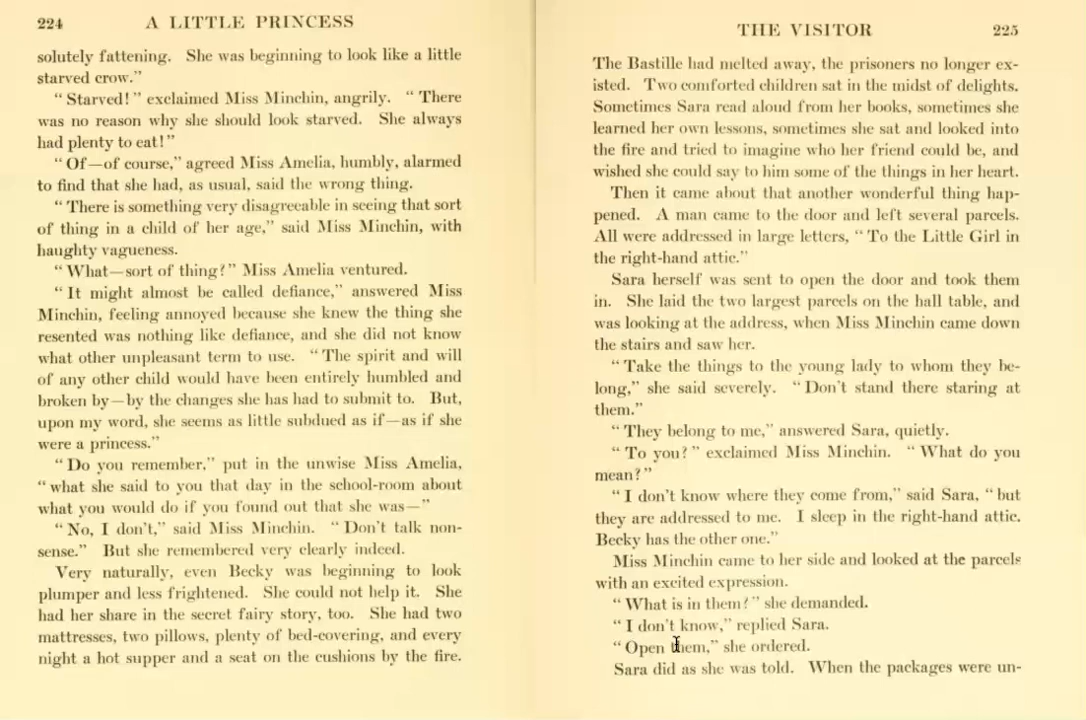 224 A LITTLE PRINCESS
solutely fattening. She was beginning to look like a little
starved crow.”
“Starved!” exclaimed Miss Minchin, angrily. “There
was no reason why she should look starved. She always
had plenty to eat!”
“Of—of course,” agreed Miss Amelia, humbly, alarmed
to find that she had, as usual, said the wrong thing.
“There is something very disagreeable in seeing that sort
of thing in a child of her age,” said Miss Minchin, with
haughty vagueness.
“What—sort of thing?” Miss Amelia ventured.
“It might almost be called defiance,” answered Miss
Minchin, feeling annoyed because she knew the thing she
resented was nothing like defiance, and she did not know
what other unpleasant term to use. “The spirit and will
of any other child would have been entirely humbled and
broken by—by the changes she has had to submit to. But,
upon my word, she seems as little subdued as if—as if she
were a princess.”
“Do you remember,” put in the unwise Miss Amelia,
“what she said to you that day in the school-room about
what you would do if you found out that she was—”
“No, I don’t,” said Miss Minchin. “Don’t talk non-
sense.” But she remembered very clearly indeed.
Very naturally, even Becky was beginning to look
plumper and less frightened. She could not help it. She
had her share in the secret fairy story, too. She had two
mattresses, two pillows, plenty of bed-covering, and every
night a hot supper and a seat on the cushions by the fire.
THE VISITOR 225
The Bastille had melted away, the prisoners no longer ex-
isted. Two comforted children sat in the midst of delights.
Sometimes Sara read aloud from her books, sometimes she
learned her own lessons, sometimes she sat and looked into
the fire and tried to imagine who her friend could be, and
wished she could say to him some of the things in her heart.
Then it came about that another wonderful thing hap-
pened. A man came to the door and left several parcels.
All were addressed in large letters, “To the Little Girl in
the right-hand attic.”
Sara herself was sent to open the door and took them
in. She laid the two largest parcels on the hall table, and
was looking at the address, when Miss Minchin came down
the stairs and saw her.
“Take the things to the young lady to whom they be-
long,” she said severely. “Don’t stand there staring at
them.”
“They belong to me,” answered Sara, quietly.
“To you?” exclaimed Miss Minchin. “What do you
mean?”
“I don’t know where they come from,” said Sara, “but
they are addressed to me. I sleep in the right-hand attic.
Becky has the other one.”
Miss Minchin came to her side and looked at the parcels
with an excited expression.
“What is in them?” she demanded.
“I don’t know,” replied Sara.
“Open them,” she ordered.
Sara did as she was told. When the packages were un-